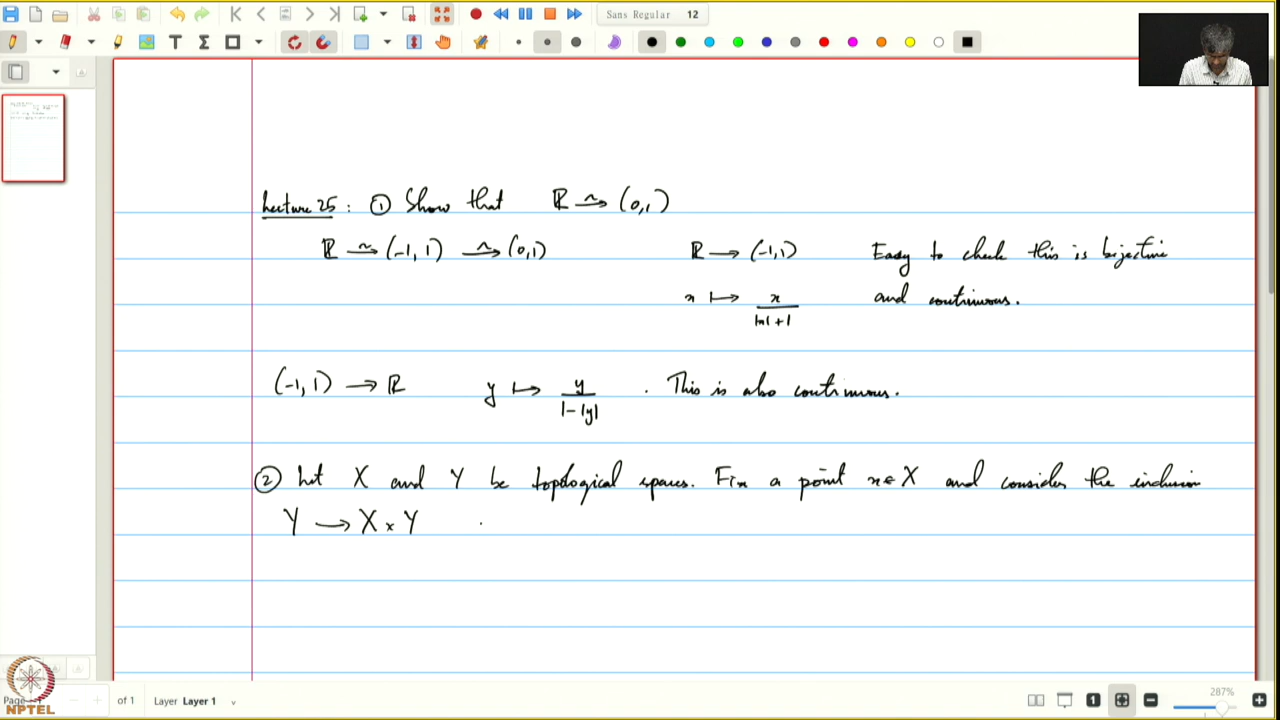 Sans Regular 12
Lecture 25 : ① Show that ℝ ⥲ (0,1)
ℝ ⥲ (-1, 1) ⥲ (0,1) ℝ → (-1,1) Easy to check this is bijective
x ↦ x / (|x| + 1) and continuous.
(-1, 1) → ℝ y ↦ y / (1 - |y|) . This is also continuous.
② Let X and Y be topological spaces. Fix a point x ∈ X and consider the inclusion
Y → X × Y
NPTEL
Page of 1 Layer Layer 1 287%